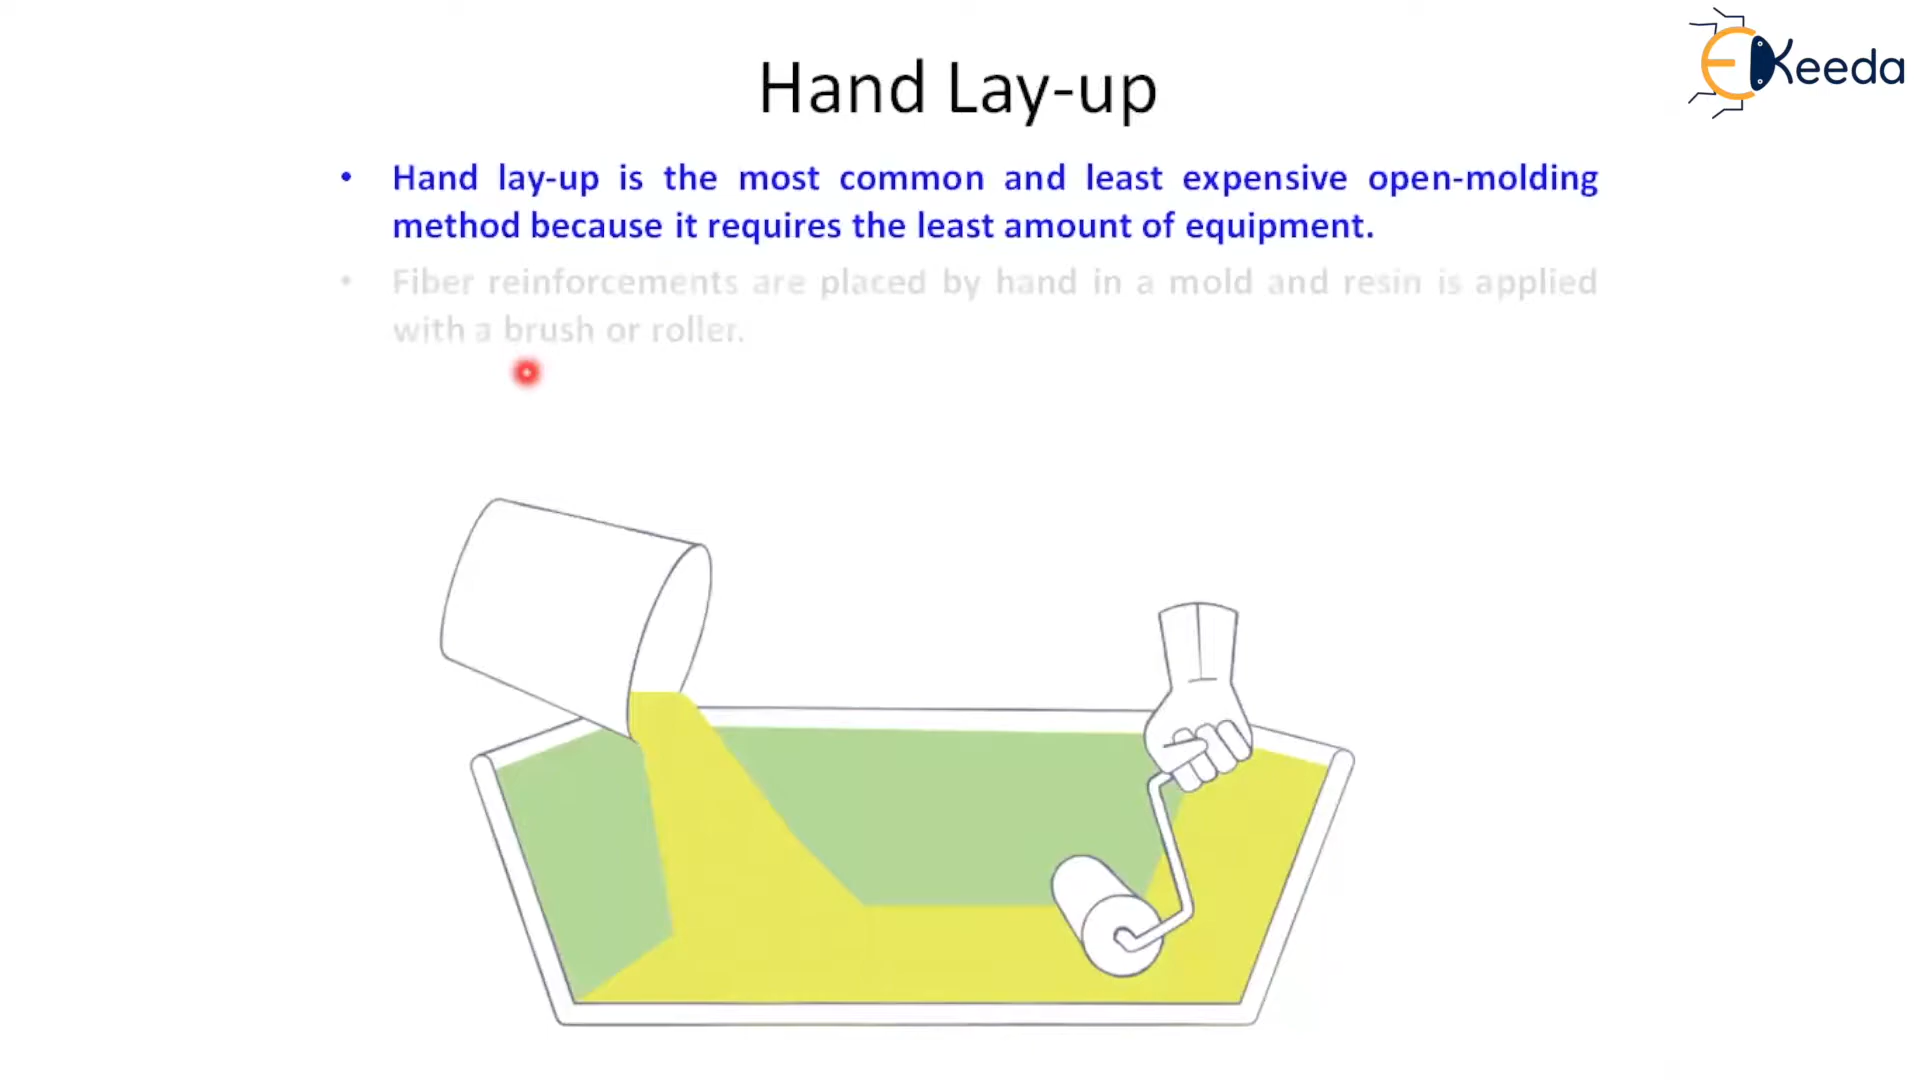 Hand Lay-up
EKeeda
• Hand lay-up is the most common and least expensive open-molding
method because it requires the least amount of equipment.
• Fiber reinforcements are placed by hand in a mold and resin is applied
with a brush or roller.